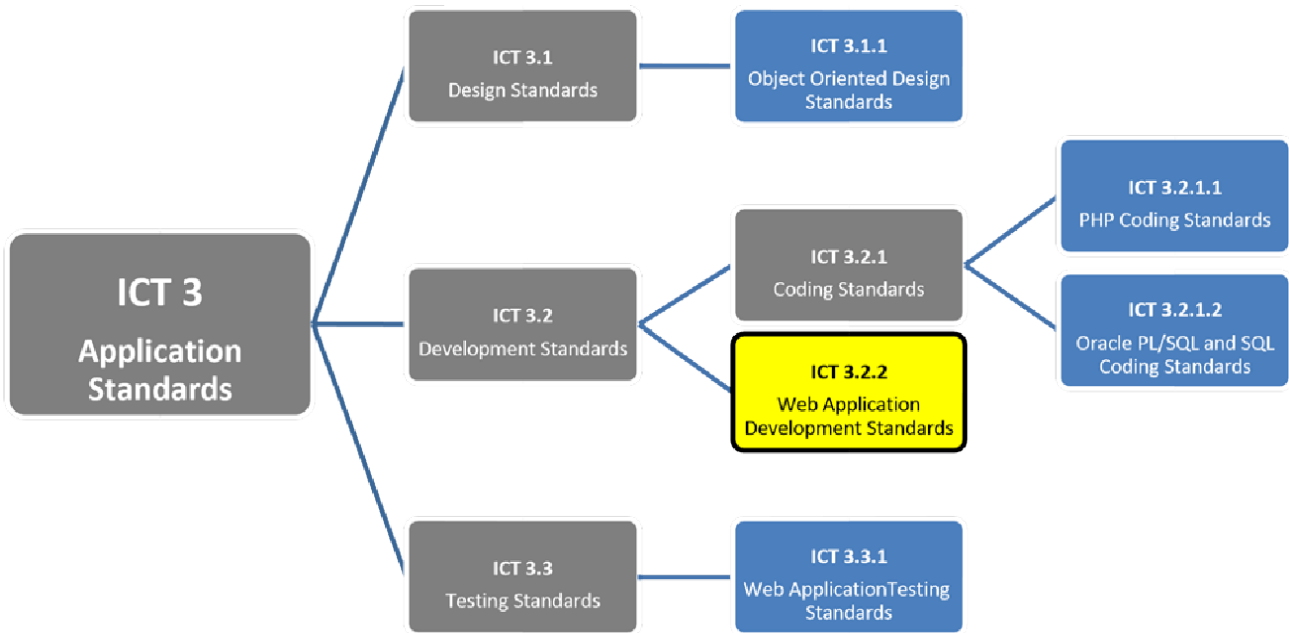 ICT 3
Application
Standards
ICT 3.1
Design Standards
ICT 3.1.1
Object Oriented Design
Standards
ICT 3.2
Development Standards
ICT 3.2.1
Coding Standards
ICT 3.2.1.1
PHP Coding Standards
ICT 3.2.1.2
Oracle PL/SQL and SQL
Coding Standards
ICT 3.2.2
Web Application
Development Standards
ICT 3.3
Testing Standards
ICT 3.3.1
Web ApplicationTesting
Standards